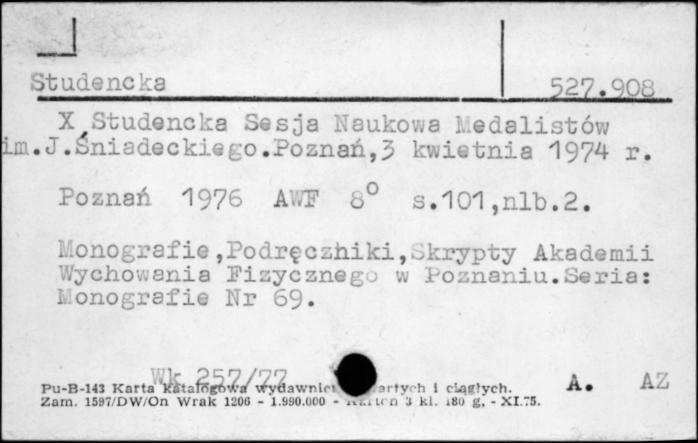 Studencka 527.908
X Studencka Sesja Naukowa Medalistów
im.J.Śniadeckiego.Poznań,3 kwietnia 1974 r.
Poznań 1976 AWF 8° s.101,nlb.2.
Monografie,Podręczniki,Skrypty Akademii
Wychowania Fizycznego w Poznaniu.Seria:
Monografie Nr 69.
Wk 257/77 A. AZ
Pu-B-143 Karta katalogowa i ciągłych.
Zam. 1597/DW/On Wrak 1206 - 1.990.000 - 3 kl. 180 g, - XI.75.